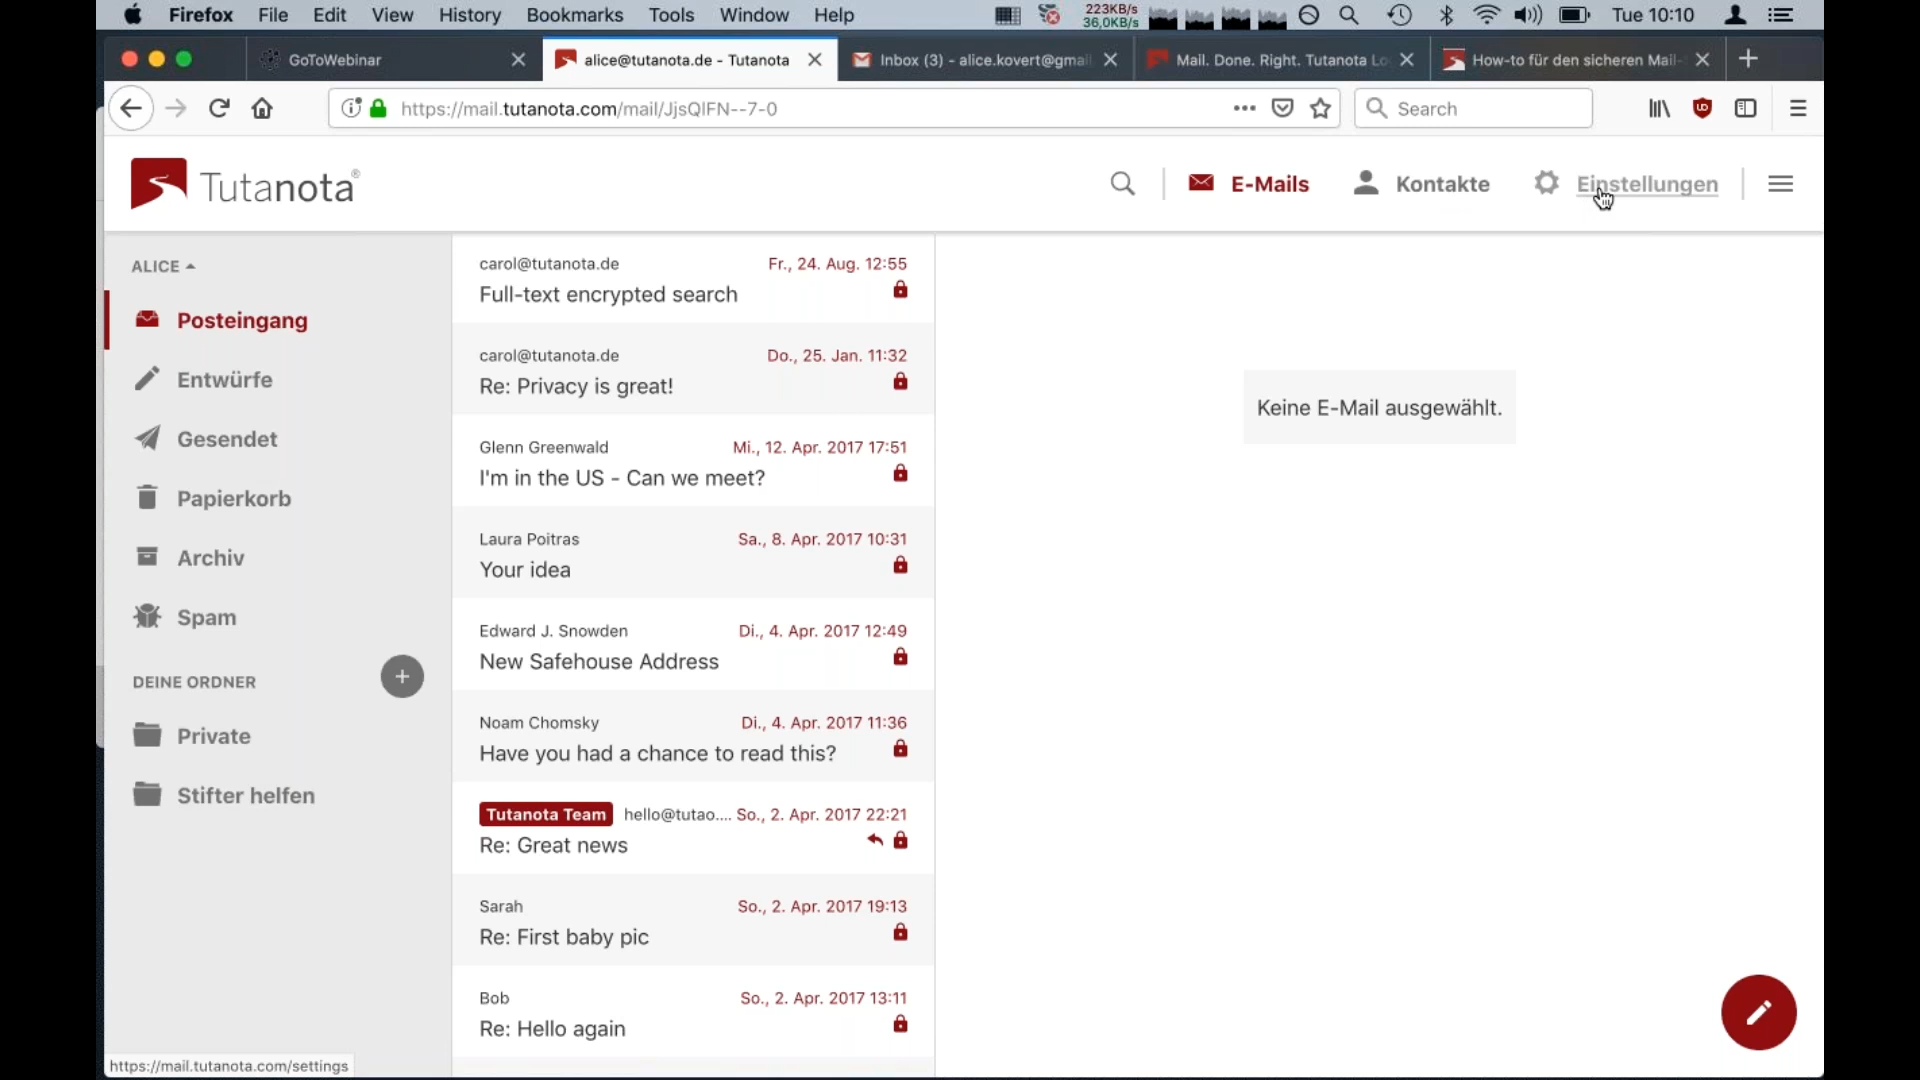 Firefox File Edit View History Bookmarks Tools Window Help 223KB/s 36,0KB/s Tue 10:10
GoToWebinar
alice@tutanota.de - Tutanota
Inbox (3) - alice.kovert@gmai
Mail. Done. Right. Tutanota Lo
How-to für den sicheren Mail-
https://mail.tutanota.com/mail/JjsQlFN--7-0
Search
Tutanota®
E-Mails Kontakte Einstellungen
ALICE
Posteingang
Entwürfe
Gesendet
Papierkorb
Archiv
Spam
DEINE ORDNER
Private
Stifter helfen
carol@tutanota.de Fr., 24. Aug. 12:55
Full-text encrypted search
carol@tutanota.de Do., 25. Jan. 11:32
Re: Privacy is great!
Glenn Greenwald Mi., 12. Apr. 2017 17:51
I'm in the US - Can we meet?
Laura Poitras Sa., 8. Apr. 2017 10:31
Your idea
Edward J. Snowden Di., 4. Apr. 2017 12:49
New Safehouse Address
Noam Chomsky Di., 4. Apr. 2017 11:36
Have you had a chance to read this?
Tutanota Team hello@tutao.... So., 2. Apr. 2017 22:21
Re: Great news
Sarah So., 2. Apr. 2017 19:13
Re: First baby pic
Bob So., 2. Apr. 2017 13:11
Re: Hello again
Keine E-Mail ausgewählt.
https://mail.tutanota.com/settings